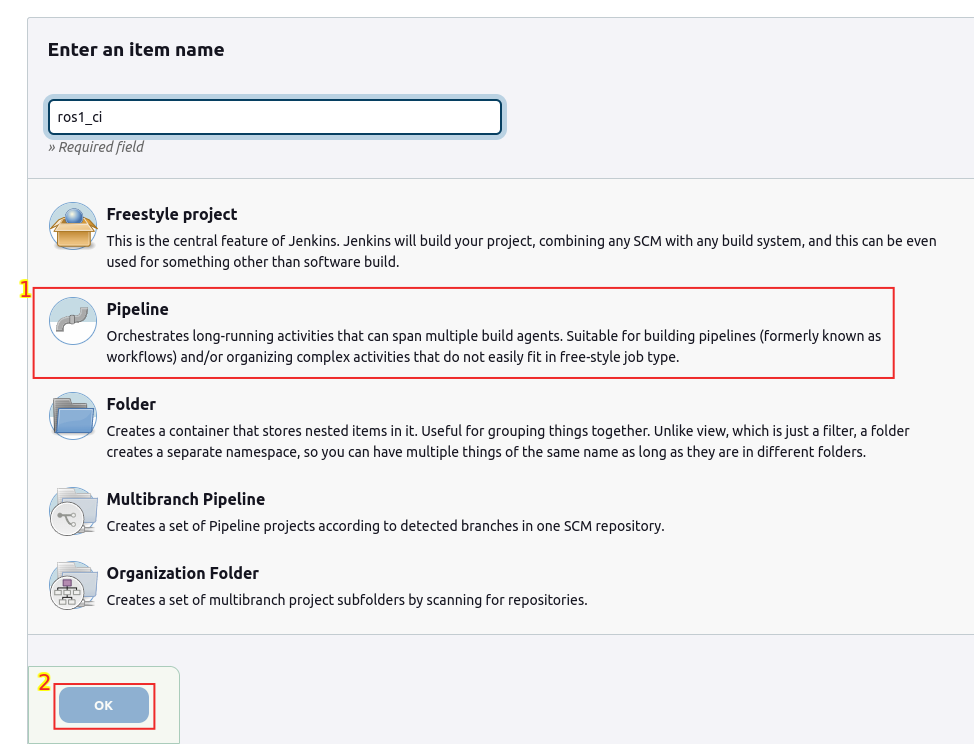 Enter an item name
ros1_ci
» Required field
Freestyle project
This is the central feature of Jenkins. Jenkins will build your project, combining any SCM with any build system, and this can be even
used for something other than software build.
1
Pipeline
Orchestrates long-running activities that can span multiple build agents. Suitable for building pipelines (formerly known as
workflows) and/or organizing complex activities that do not easily fit in free-style job type.
Folder
Creates a container that stores nested items in it. Useful for grouping things together. Unlike view, which is just a filter, a folder
creates a separate namespace, so you can have multiple things of the same name as long as they are in different folders.
Multibranch Pipeline
Creates a set of Pipeline projects according to detected branches in one SCM repository.
Organization Folder
Creates a set of multibranch project subfolders by scanning for repositories.
2
OK